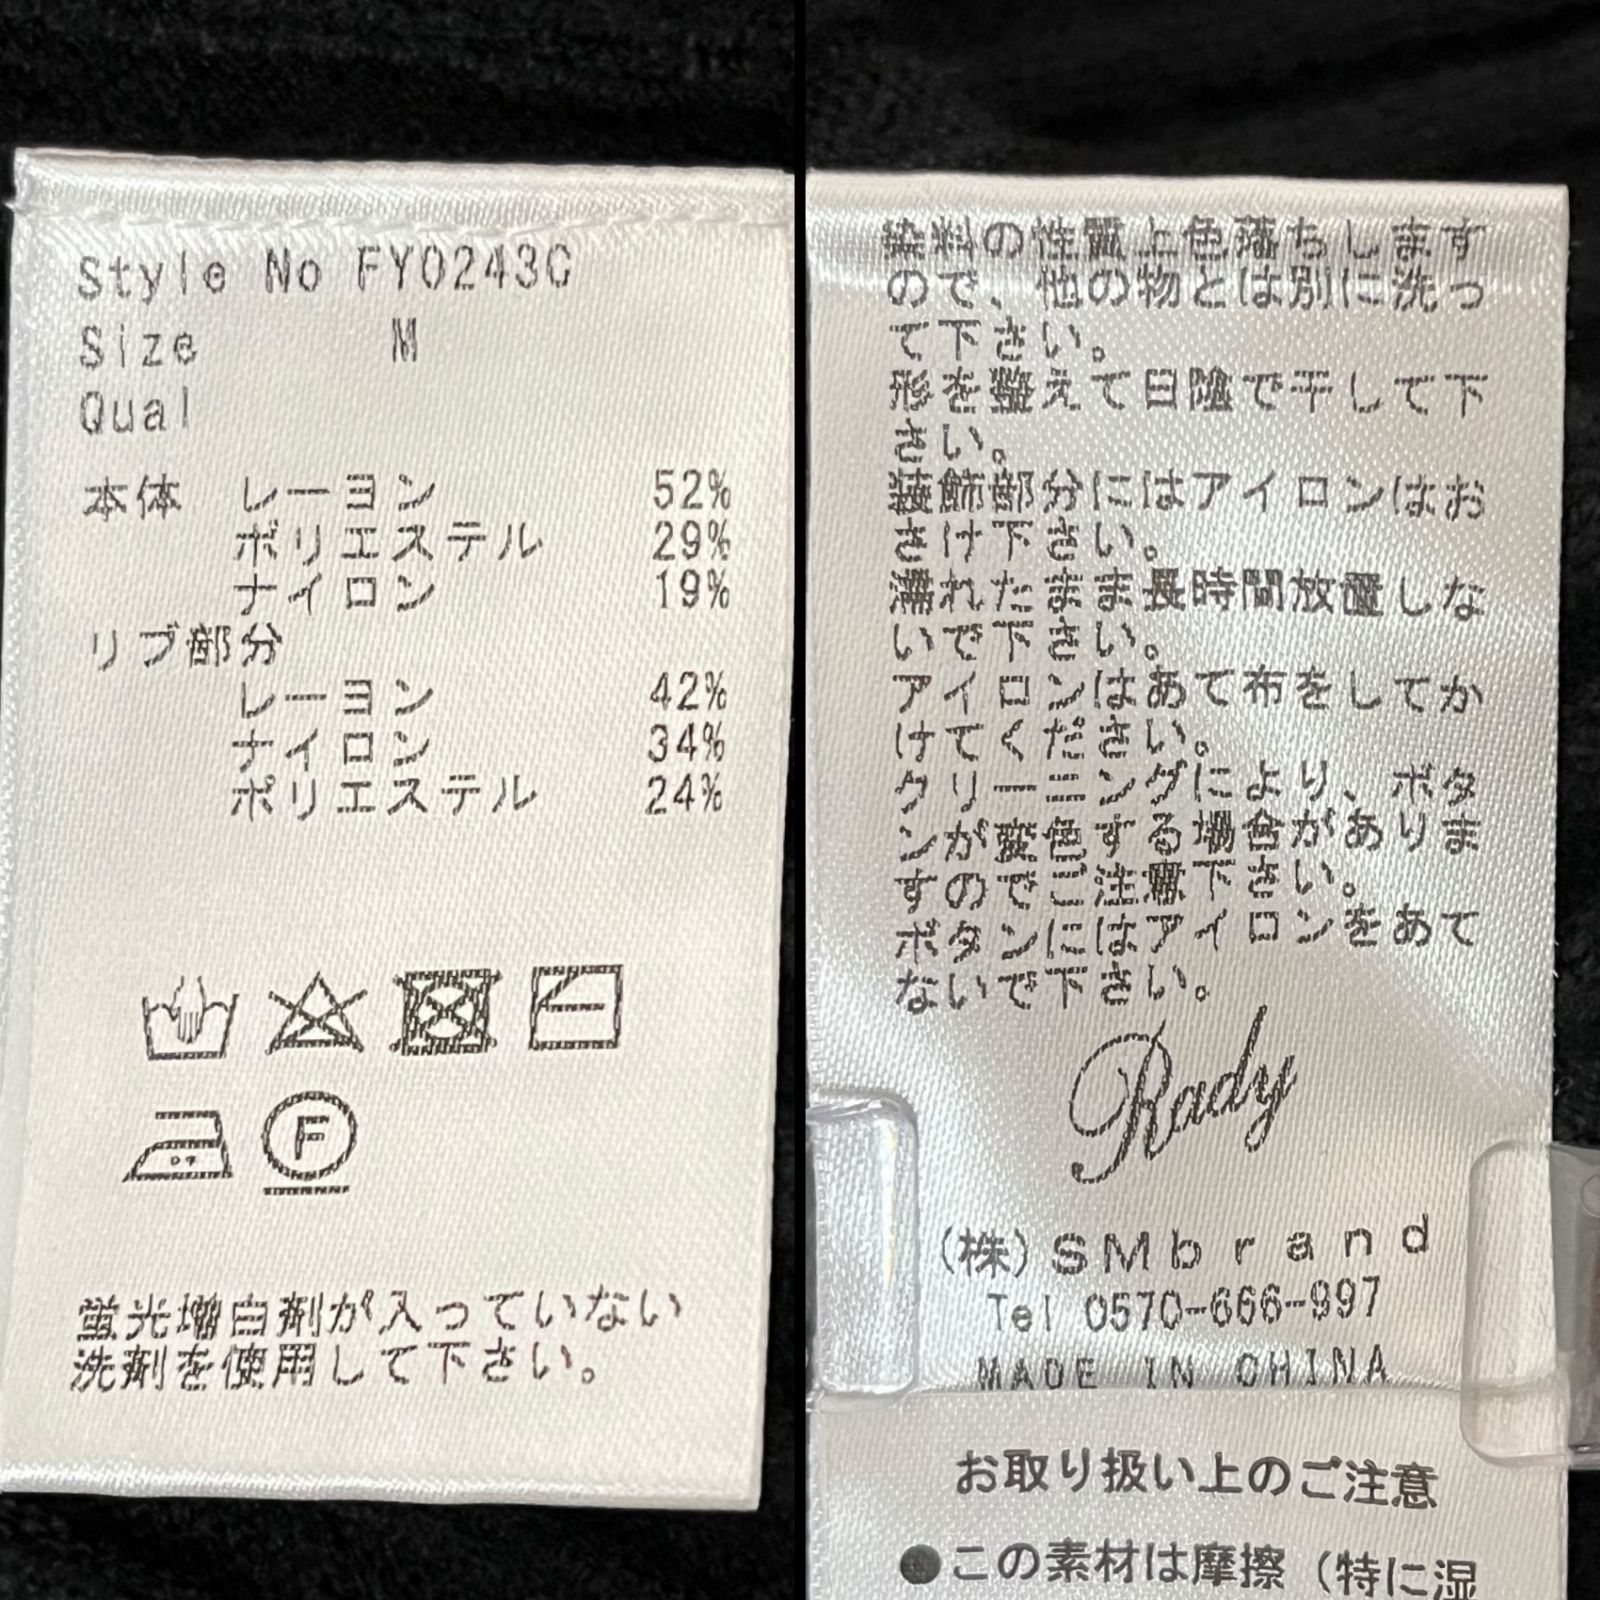 Style No FY0243C
Size M
Qual
本体 レーヨン 52%
ポリエステル 29%
ナイロン 19%
リブ部分
レーヨン 42%
ナイロン 34%
ポリエステル 24%
F
蛍光増白剤が入っていない
洗剤を使用して下さい。
染料の性質上色落ちします
ので、他の物とは別に洗っ
て下さい。
形を整えて日陰で干して下
さい。
装飾部分にはアイロンはお
さけ下さい。
濡れたまま長時間放置しな
いで下さい。
アイロンはあて布をしてか
けてください。
クリーニングにより、ボタ
ンが変色する場合がありま
すのでご注意下さい。
ボタンにはアイロンをあて
ないで下さい。
Rady
(株)SMbrand
Tel 0570-666-997
MADE IN CHINA
お取り扱い上のご注意
●この素材は摩擦（特に湿